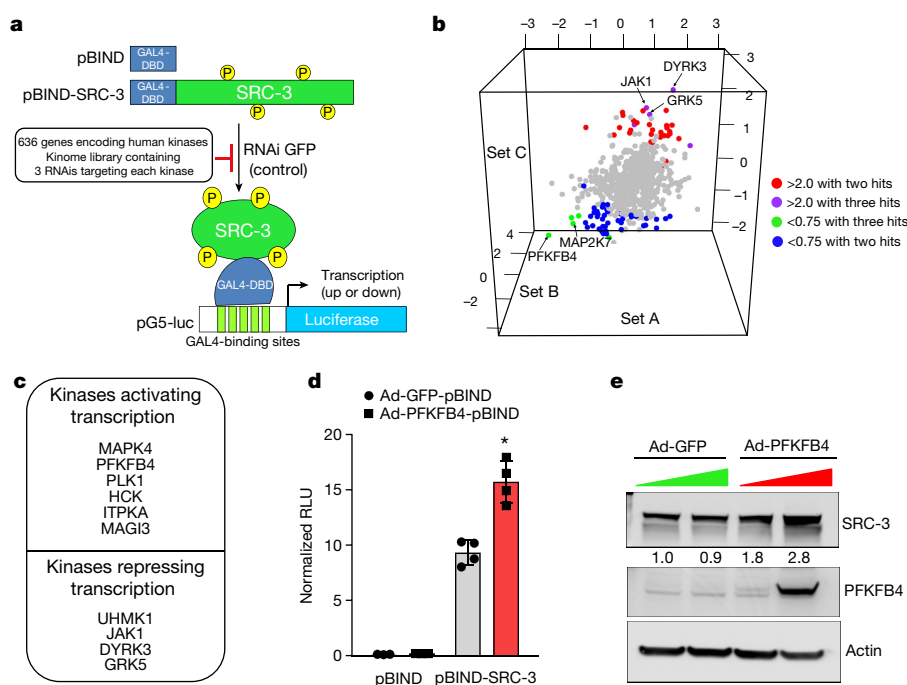 a
pBIND
GAL4-
DBD
pBIND-SRC-3
GAL4-
DBD
SRC-3
P
P
P
P
636 genes encoding human kinases
Kinome library containing
3 RNAis targeting each kinase
RNAi GFP
(control)
P
P
SRC-3
P
P
GAL4-DBD
Transcription
(up or down)
pG5-luc
Luciferase
GAL4-binding sites
b
−3 −2 −1 0 1 2 3
3
2
1
0
−1
−2
4
2
0
−2
Set C
Set B
Set A
DYRK3
JAK1
GRK5
MAP2K7
PFKFB4
>2.0 with two hits
>2.0 with three hits
<0.75 with three hits
<0.75 with two hits
c
Kinases activating
transcription
MAPK4
PFKFB4
PLK1
HCK
ITPKA
MAGI3
Kinases repressing
transcription
UHMK1
JAK1
DYRK3
GRK5
d
Ad-GFP-pBIND
Ad-PFKFB4-pBIND
Normalized RLU
20
15
10
5
0
*
pBIND pBIND-SRC-3
e
Ad-GFP Ad-PFKFB4
SRC-3
1.0 0.9 1.8 2.8
PFKFB4
Actin